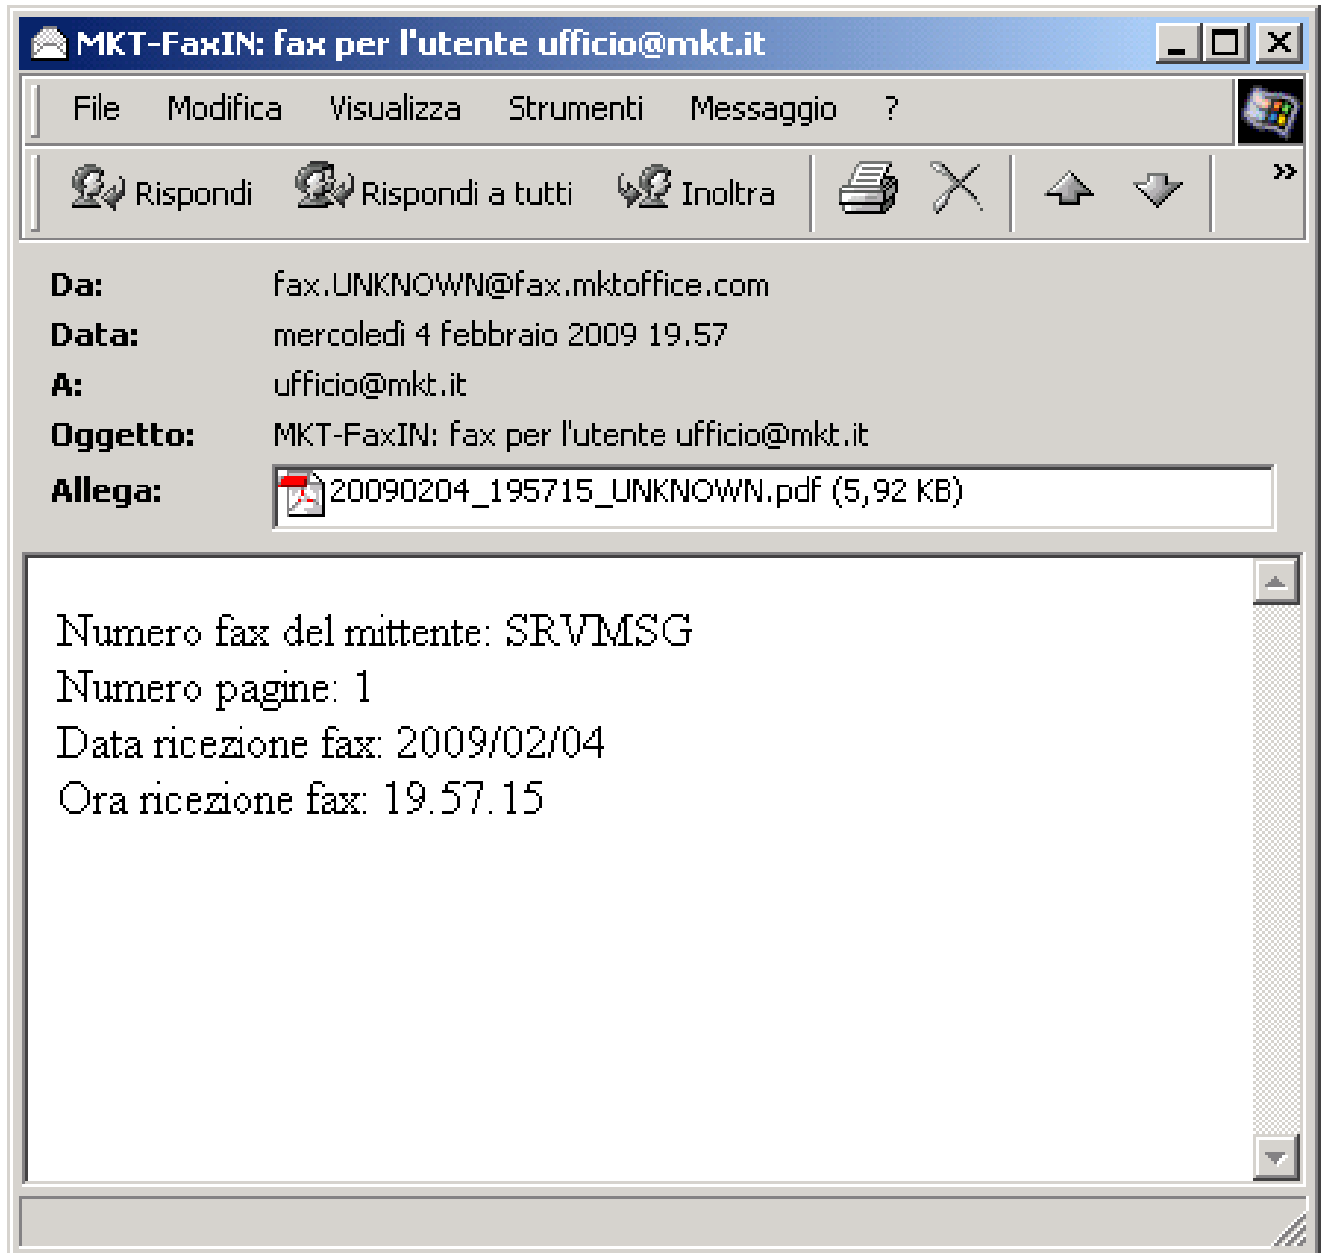 MKT-FaxIN: fax per l'utente ufficio@mkt.it
File Modifica Visualizza Strumenti Messaggio ?
Rispondi Rispondi a tutti Inoltra »
Da: fax.UNKNOWN@fax.mktoffice.com
Data: mercoledì 4 febbraio 2009 19.57
A: ufficio@mkt.it
Oggetto: MKT-FaxIN: fax per l'utente ufficio@mkt.it
Allega: 20090204_195715_UNKNOWN.pdf (5,92 KB)
Numero fax del mittente: SRVMSG
Numero pagine: 1
Data ricezione fax: 2009/02/04
Ora ricezione fax: 19.57.15